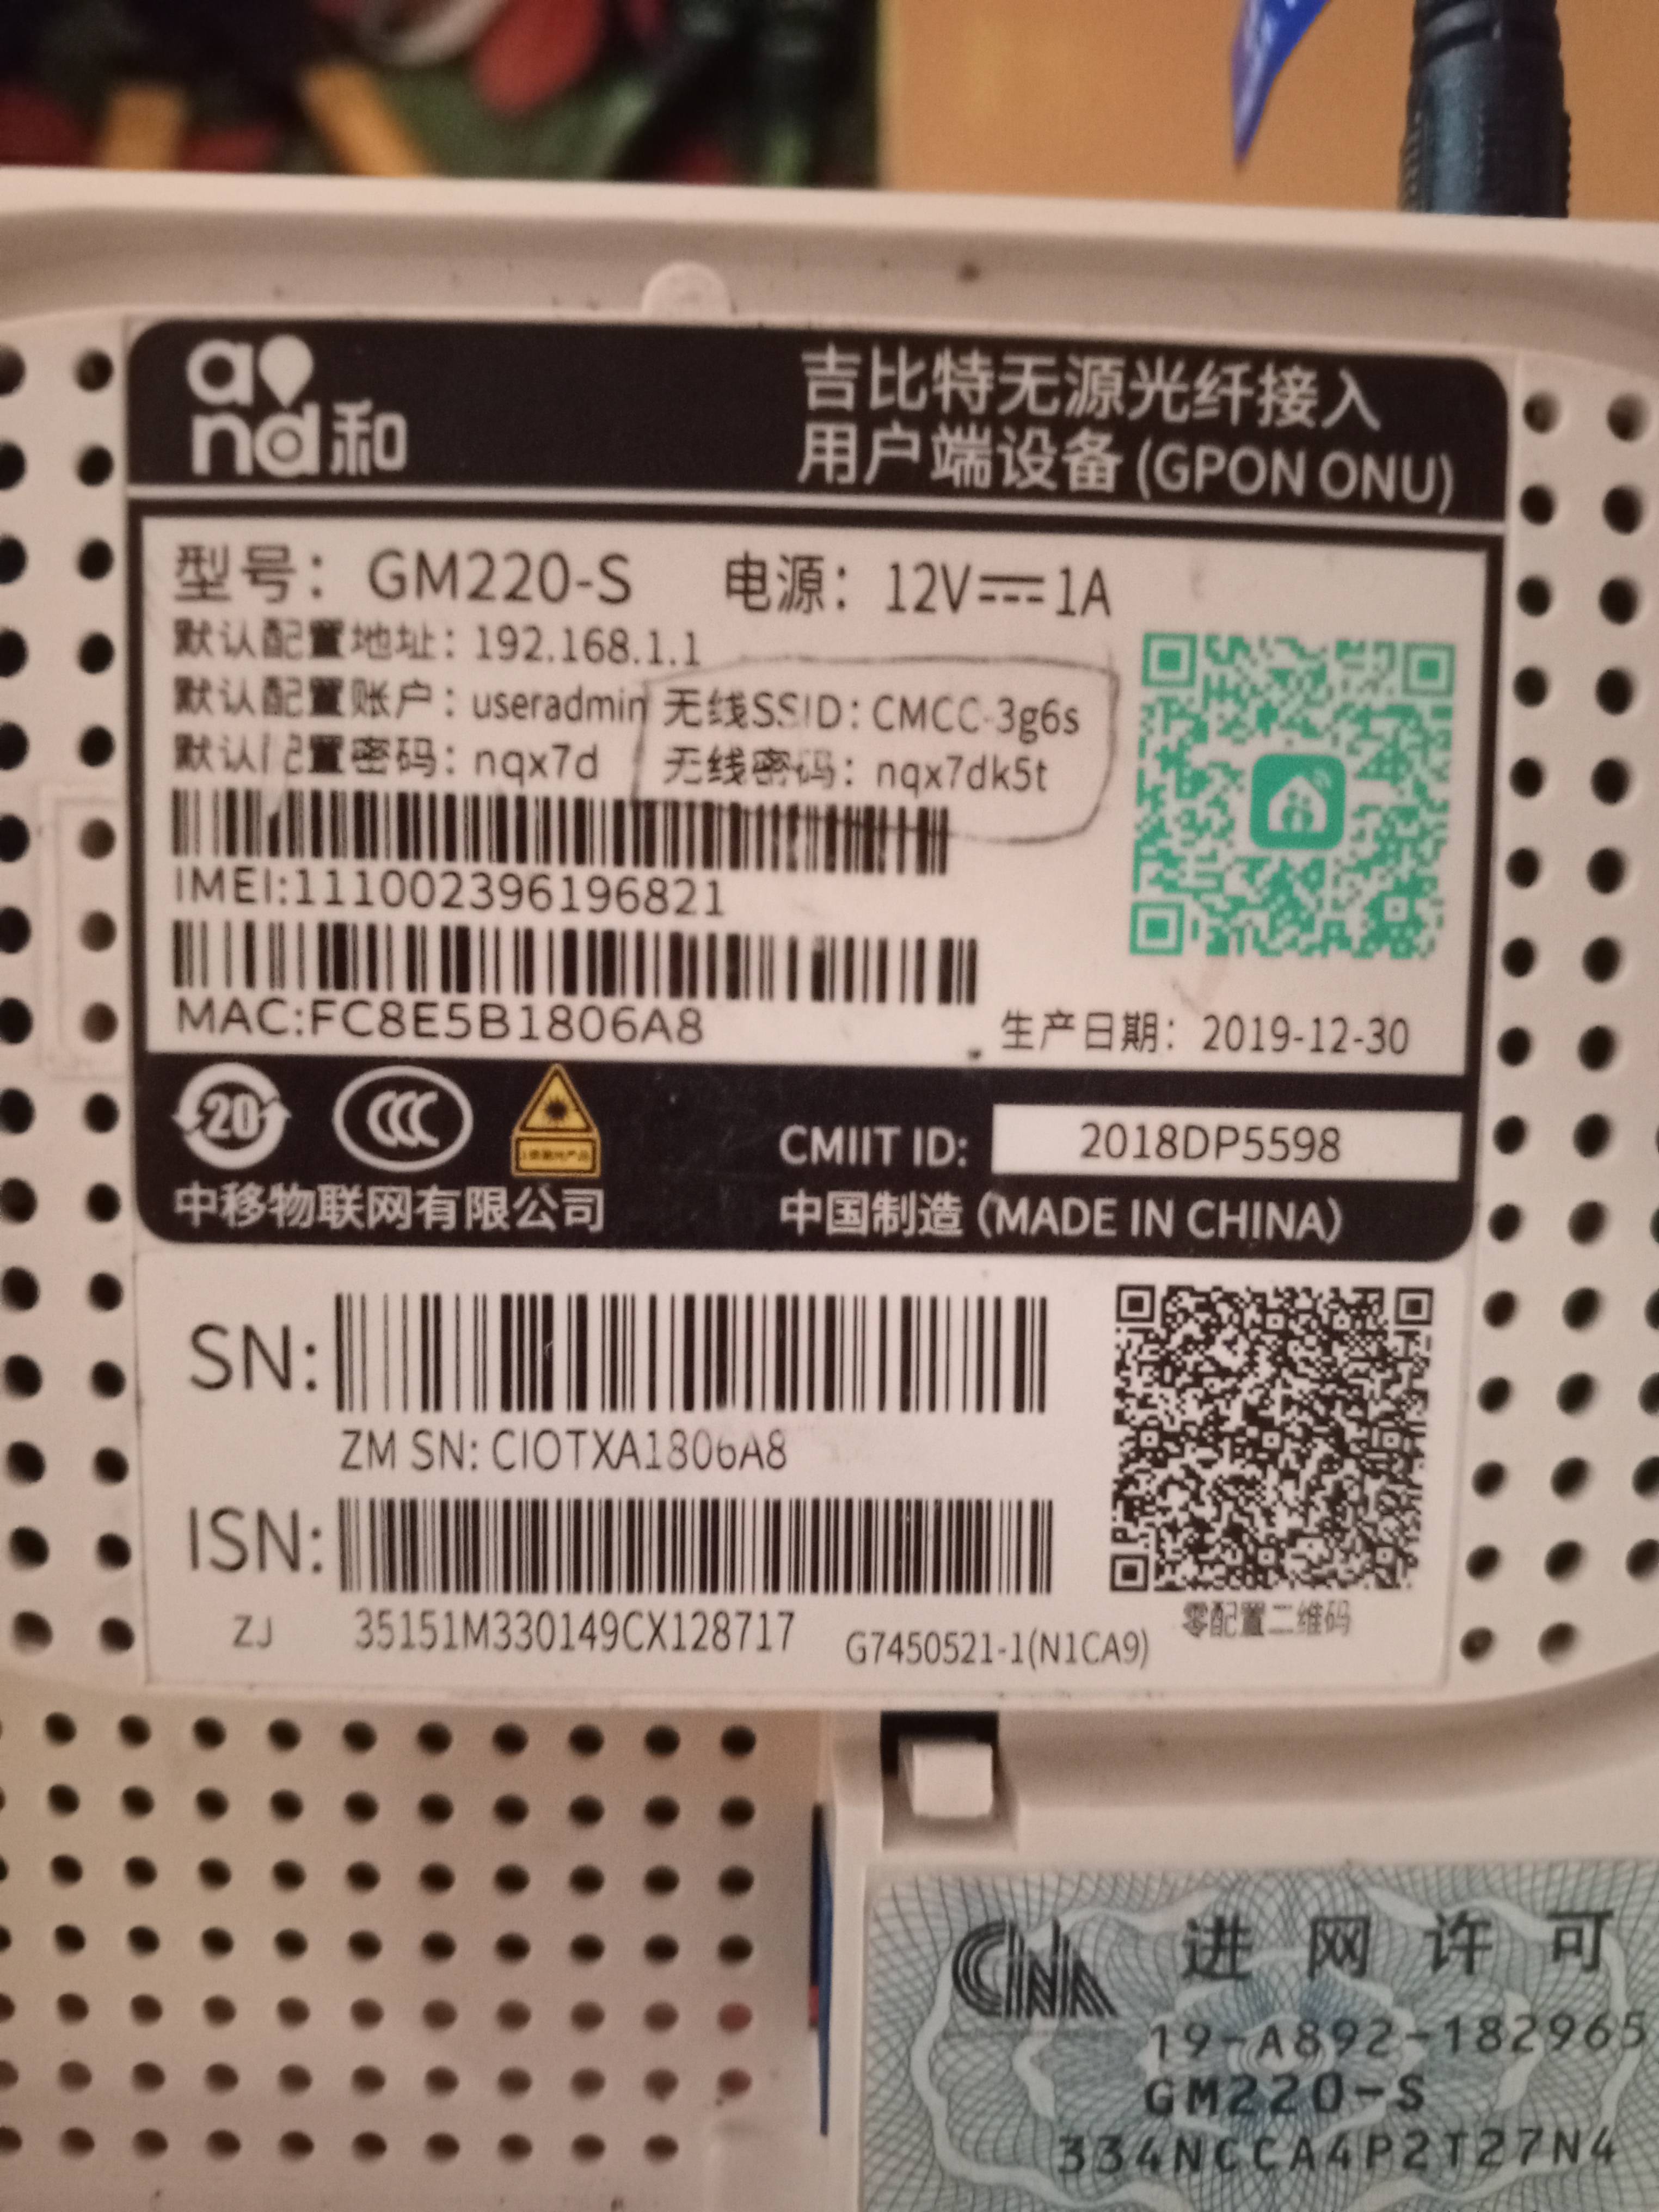 and和
吉比特无源光纤接入
用户端设备(GPON ONU)
型号：GM220-S 电源：12V⎓1A
默认配置地址：192.168.1.1
默认配置账户：useradmin 无线SSID：CMCC-3g6s
默认配置密码：nqx7d 无线密码：nqx7dk5t
IMEI:111002396196821
MAC:FC8E5B1806A8
生产日期：2019-12-30
20 CCC
CMIIT ID: 2018DP5598
中移物联网有限公司 中国制造(MADE IN CHINA)
SN:
ZM SN: CIOTXA1806A8
ISN:
ZJ 35151M330149CX128717 G7450521-1(N1CA9)
零配置二维码
CNA 进网许可
19-A892-182965
GM220-S
334NCCA4P2T27N4